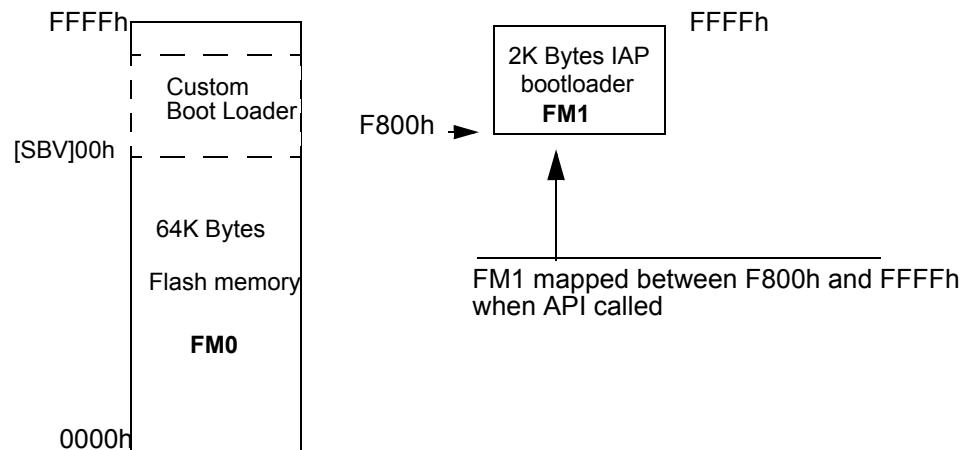 FFFFh
Custom
Boot Loader
[SBV]00h
64K Bytes
Flash memory
FM0
0000h
FFFFh
2K Bytes IAP
bootloader
FM1
F800h
FM1 mapped between F800h and FFFFh
when API called